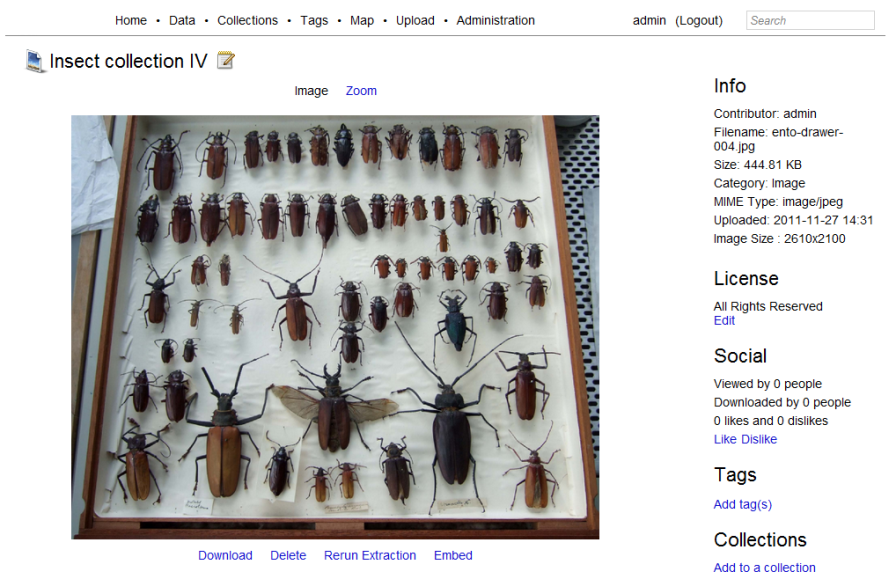 Home • Data • Collections • Tags • Map • Upload • Administration
admin (Logout)
Search
Insect collection IV
Image Zoom
Download Delete Rerun Extraction Embed
Info
Contributor: admin
Filename: ento-drawer-
004.jpg
Size: 444.81 KB
Category: Image
MIME Type: image/jpeg
Uploaded: 2011-11-27 14:31
Image Size : 2610x2100
License
All Rights Reserved
Edit
Social
Viewed by 0 people
Downloaded by 0 people
0 likes and 0 dislikes
Like Dislike
Tags
Add tag(s)
Collections
Add to a collection